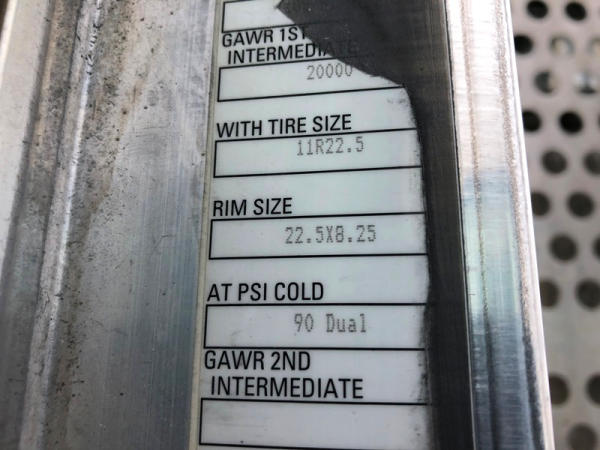 GAWR 1ST
INTERMEDIATE
20000
WITH TIRE SIZE
11R22.5
RIM SIZE
22.5X8.25
AT PSI COLD
90 Dual
GAWR 2ND
INTERMEDIATE